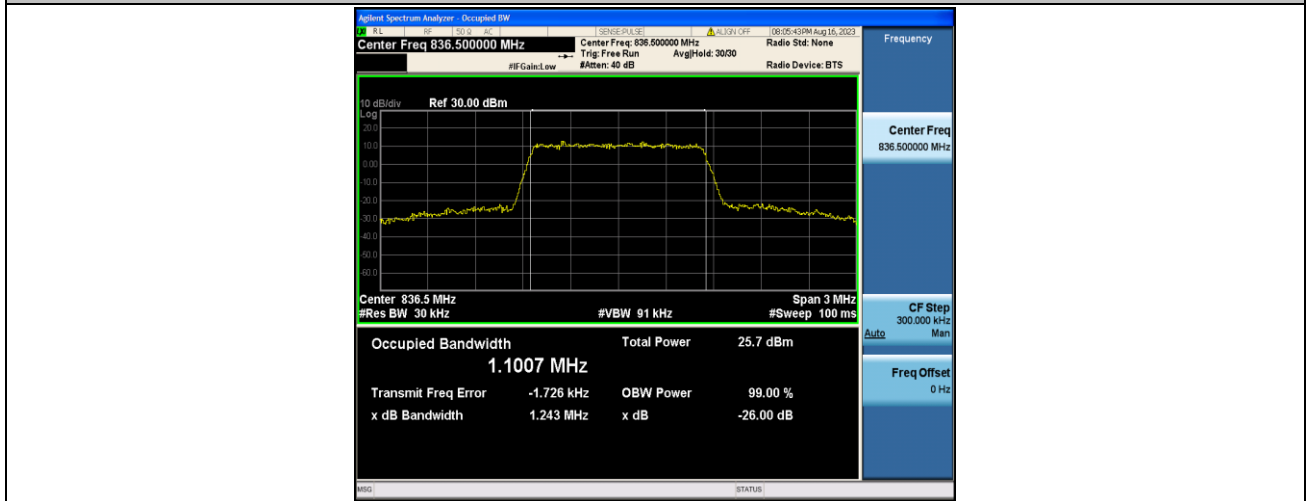 Agilent Spectrum Analyzer - Occupied BW
RL RF 50 Ω AC SENSE:PULSE ALIGN OFF 08:05:43PM Aug 16, 2023
Center Freq 836.500000 MHz
Center Freq: 836.500000 MHz Radio Std: None
Trig: Free Run Avg|Hold: 30/30
#IFGain:Low #Atten: 40 dB Radio Device: BTS
10 dB/div Ref 30.00 dBm
Log
20.0
10.0
0.00
-10.0
-20.0
-30.0
-40.0
-50.0
-60.0
Center 836.5 MHz Span 3 MHz
#Res BW 30 kHz #VBW 91 kHz #Sweep 100 ms
Occupied Bandwidth Total Power 25.7 dBm
1.1007 MHz
Transmit Freq Error -1.726 kHz OBW Power 99.00 %
x dB Bandwidth 1.243 MHz x dB -26.00 dB
MSG STATUS
Frequency
Center Freq
836.500000 MHz
CF Step
300.000 kHz
Auto Man
Freq Offset
0 Hz